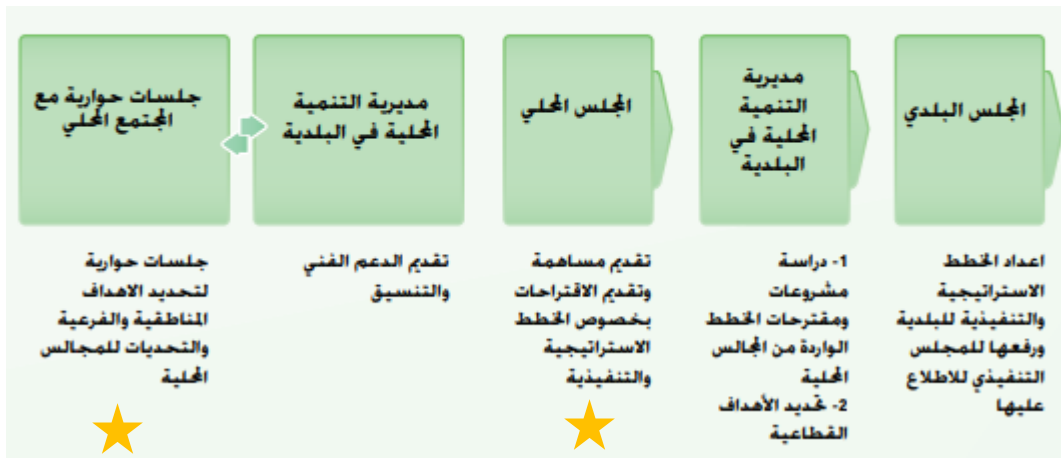 جلسات حوارية مع
المجتمع المحلي
مديرية التنمية
المحلية في البلدية
المجلس المحلي
مديرية
التنمية
المحلية في
البلدية
المجلس البلدي
جلسات حوارية
لتحديد الاهداف
المناطقية والفرعية
والتحديات للمجالس
المحلية
تقديم الدعم الفني
والتنسيق
تقديم مساهمة
وتقديم الاقتراحات
بخصوص الخطط
الاستراتيجية
والتنفيذية
1- دراسة
مشروعات
ومقترحات الخطط
الواردة من المجالس
المحلية
2- تحديد الأهداف
القطاعية
اعداد الخطط
الاستراتيجية
والتنفيذية للبلدية
ورفعها للمجلس
التنفيذي للاطلاع
عليها